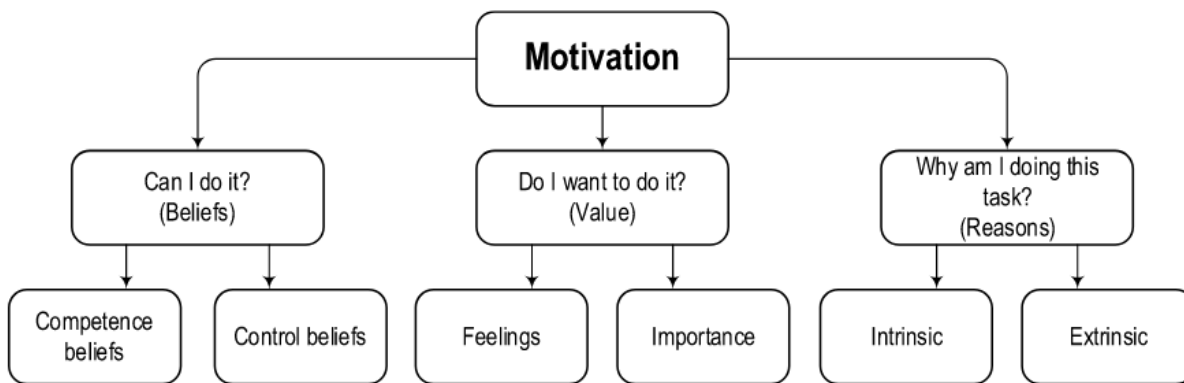 Motivation
Can I do it?
(Beliefs)
Do I want to do it?
(Value)
Why am I doing this
task?
(Reasons)
Competence
beliefs
Control beliefs
Feelings
Importance
Intrinsic
Extrinsic